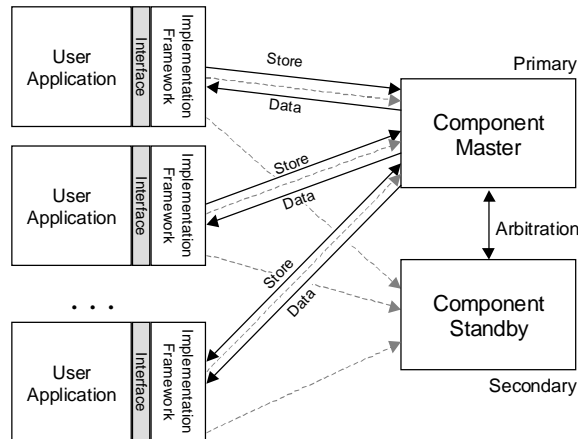 User
Application
Interface
Implementation
Framework
Store
Data
Primary
Component
Master
User
Application
Interface
Implementation
Framework
Store
Data
Arbitration
. . .
Store
Data
Component
Standby
User
Application
Interface
Implementation
Framework
Secondary